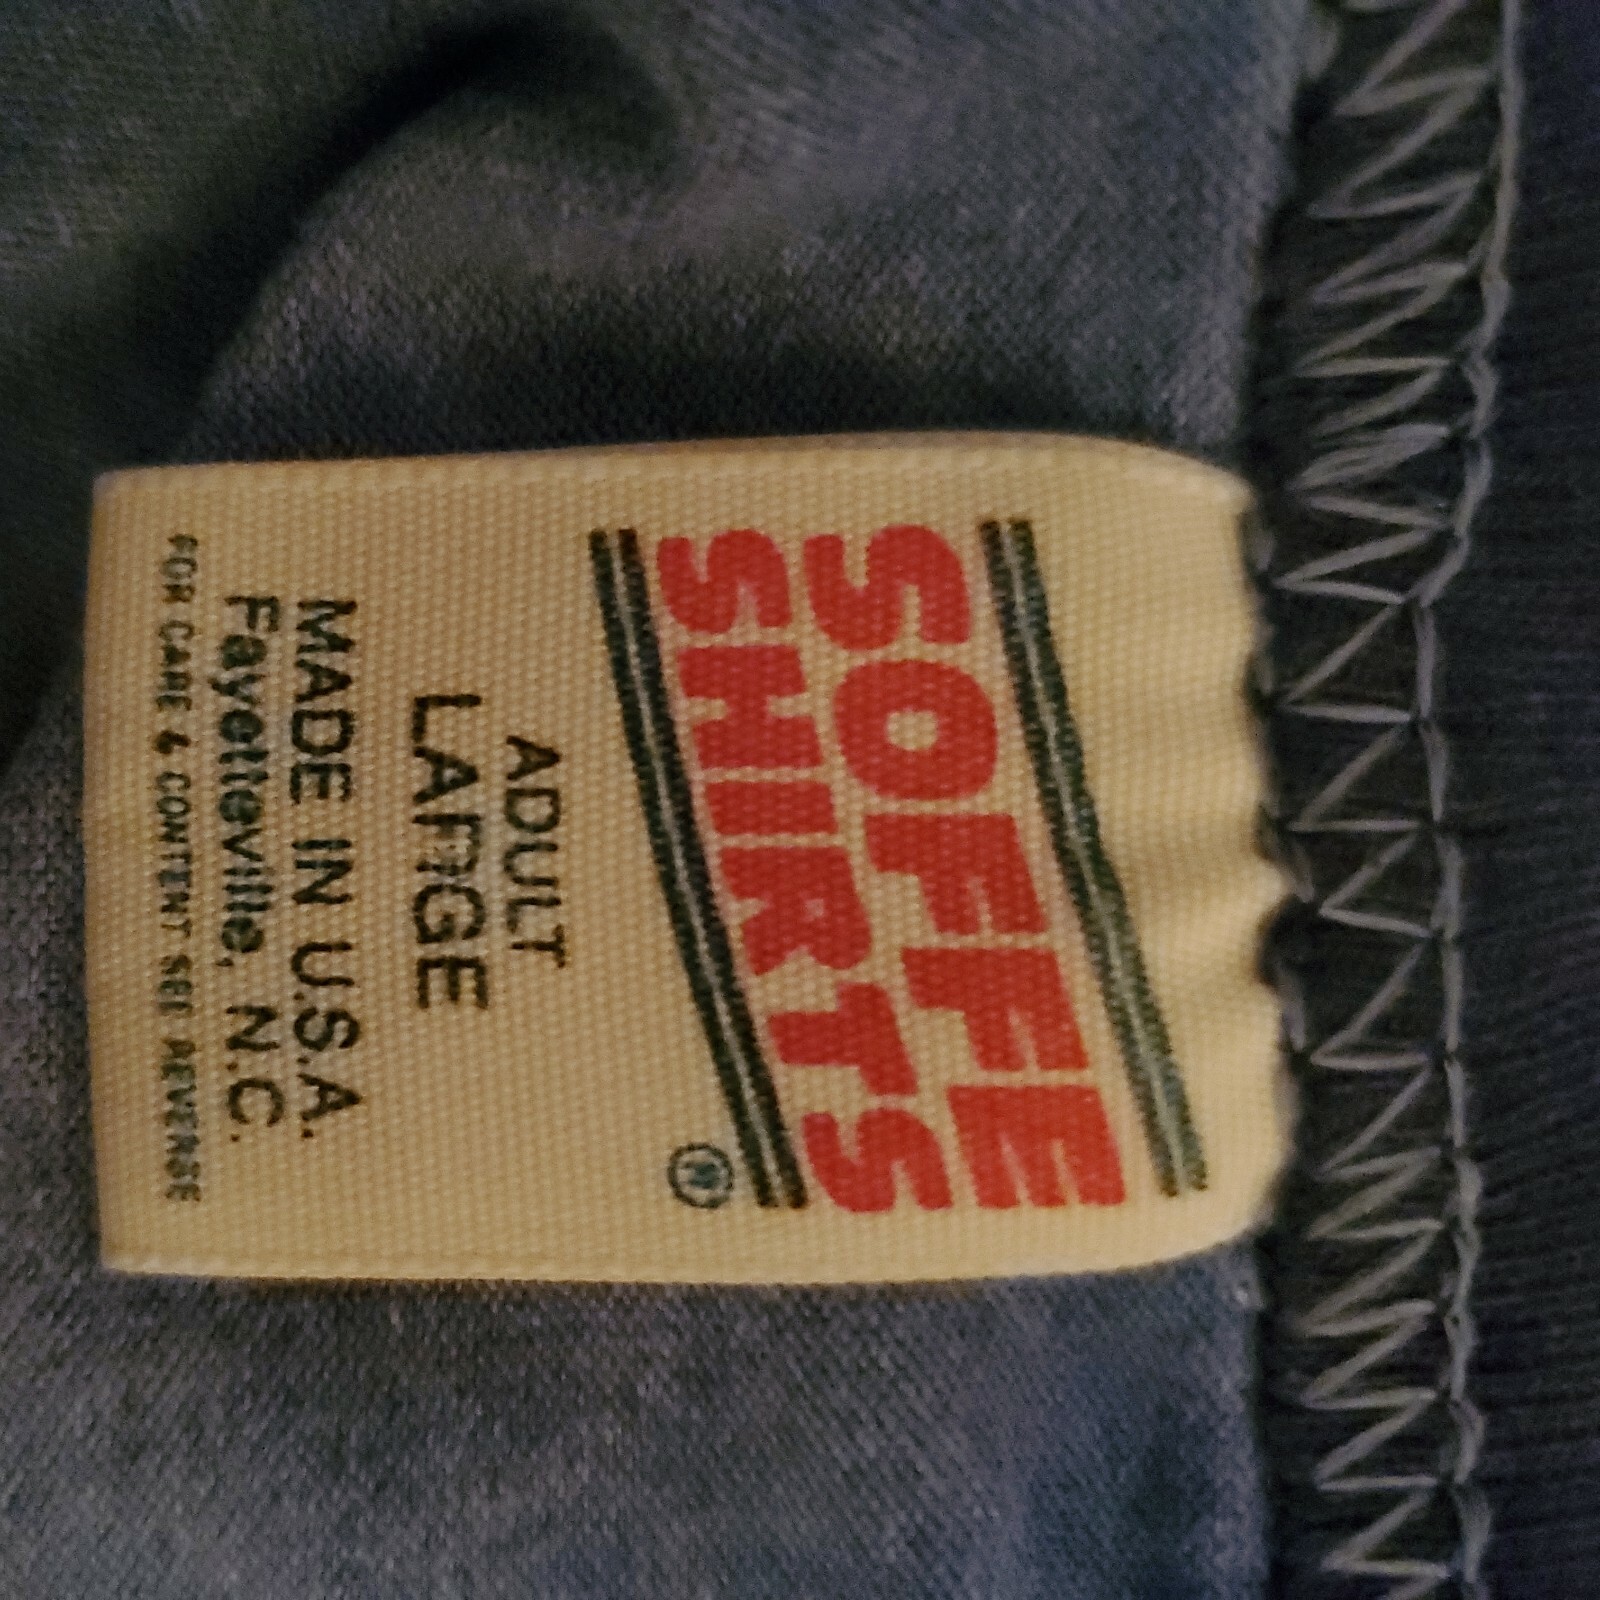 SOFFE
SHIRTS
®
ADULT
LARGE
MADE IN U.S.A.
Fayetteville, N.C.
FOR CARE & CONTENT SEE REVERSE